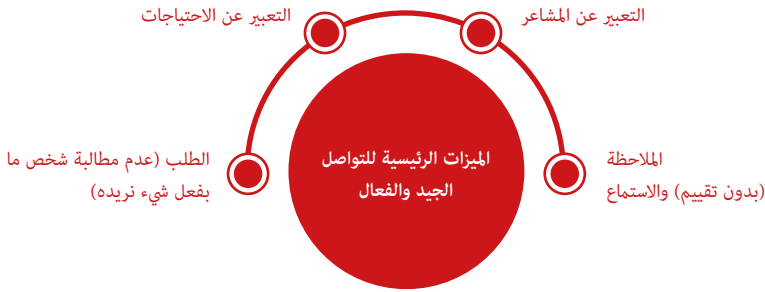 الميزات الرئيسية للتواصل
الجيد والفعال
الملاحظة
(بدون تقييم) والاستماع
التعبير عن المشاعر
التعبير عن الاحتياجات
الطلب (عدم مطالبة شخص ما
بفعل شيء نريده)